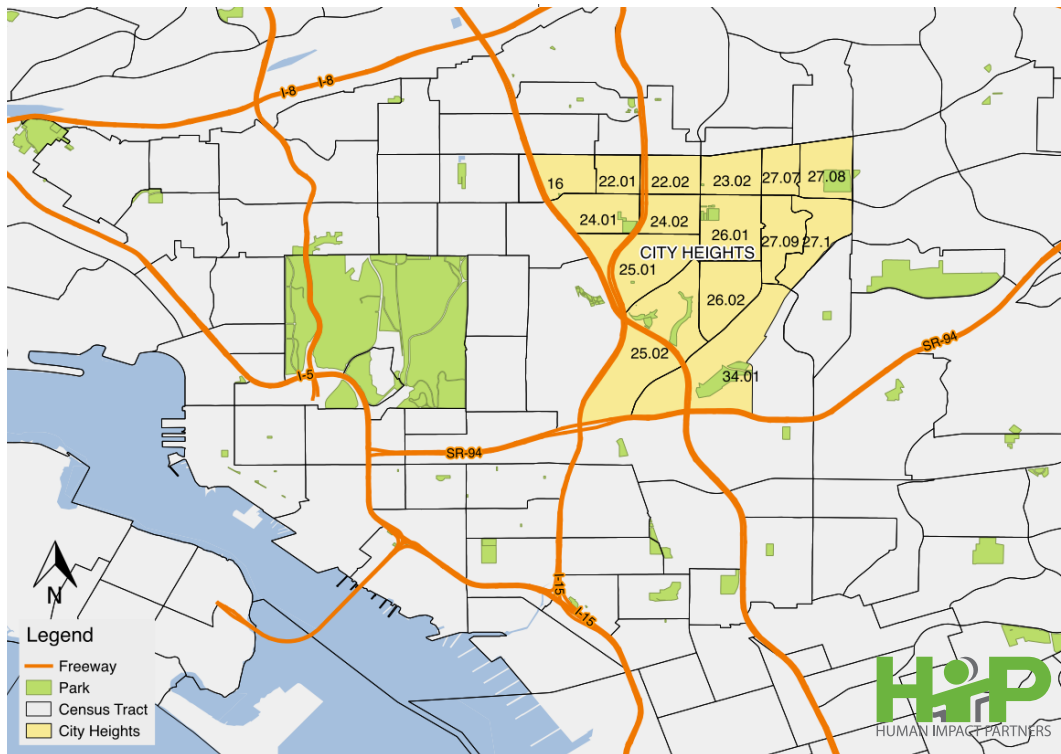 I-8
I-8
16
22.01
22.02
23.02
27.07
27.08
24.01
24.02
26.01
27.09
27.1
CITY HEIGHTS
25.01
26.02
25.02
34.01
SR-94
I-5
SR-94
I-15
I-15
N
Legend
Freeway
Park
Census Tract
City Heights
HIP
HUMAN IMPACT PARTNERS